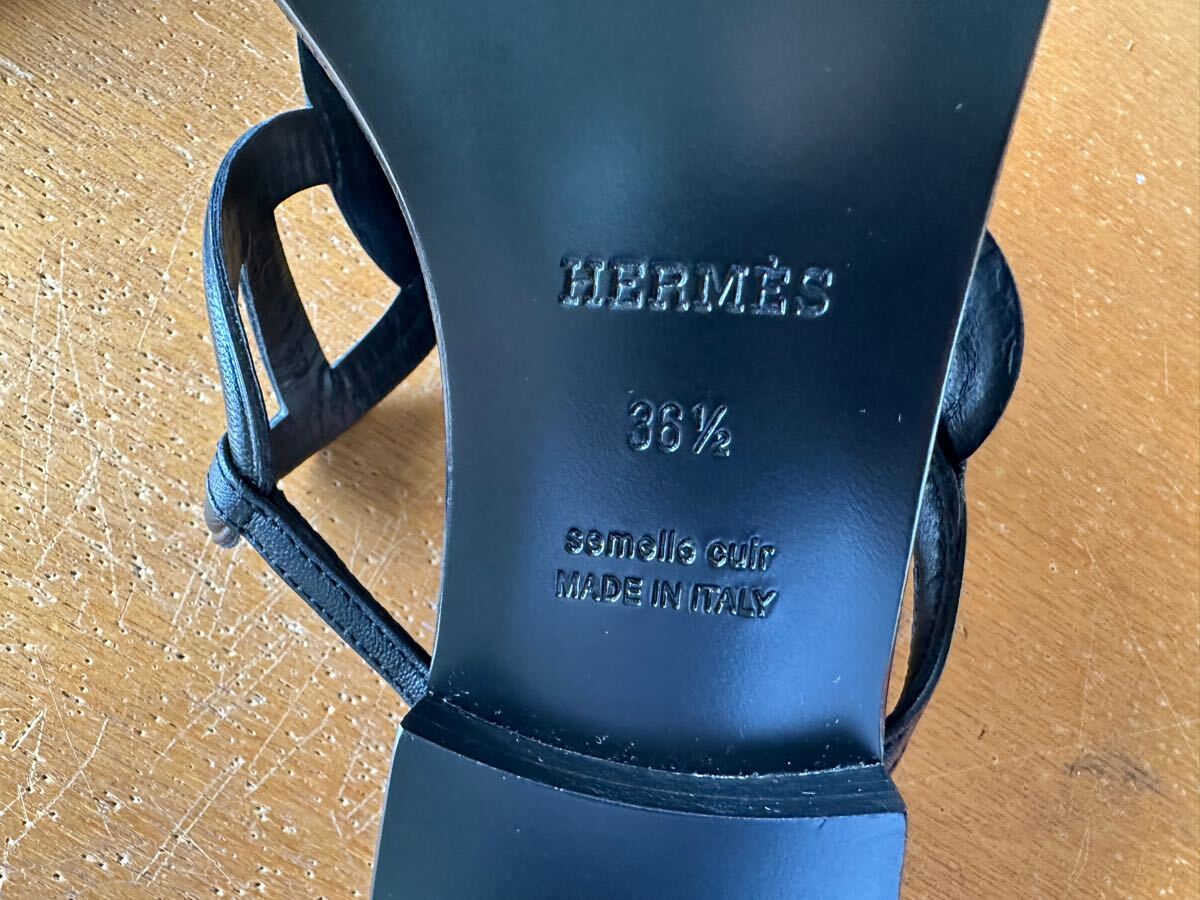 HERMÈS
36½
semelle cuir
MADE IN ITALY